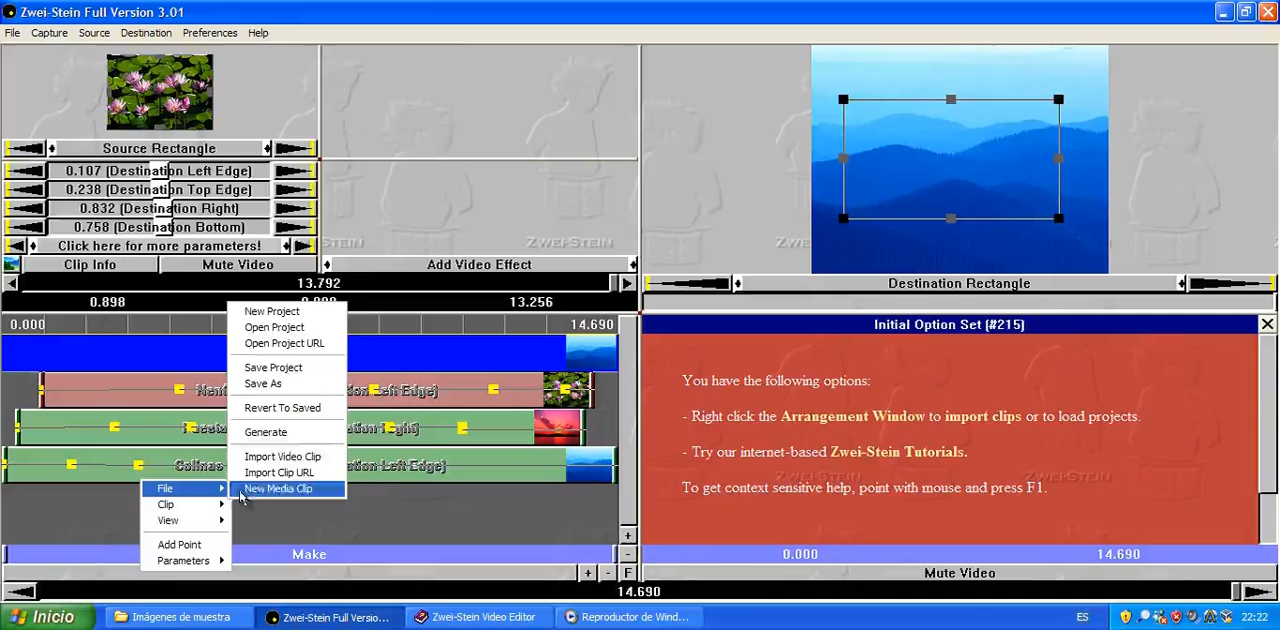 Zwei-Stein Full Version 3.01
File Capture Source Destination Preferences Help
Source Rectangle
0.107 (Destination Left Edge)
0.238 (Destination Top Edge)
0.832 (Destination Right)
0.758 (Destination Bottom)
Click here for more parameters!
Clip Info Mute Video Add Video Effect
Zwei-Stein
Destination Rectangle
13.792
0.898 13.256
0.000 14.690
New Project
Open Project
Open Project URL
Save Project
Save As
Revert To Saved
Generate
Import Video Clip
Import Clip URL
New Media Clip
File
Clip
View
Add Point
Parameters
Left Edge)
Right)
Colinas Left Edge)
Make
+
-
+ - F
Initial Option Set (#215)
You have the following options:
- Right click the Arrangement Window to import clips or to load projects.
- Try our internet-based Zwei-Stein Tutorials.
To get context sensitive help, point with mouse and press F1.
0.000 14.690
Mute Video
14.690
Inicio Imágenes de muestra Zwei-Stein Full Versio... Zwei-Stein Video Editor Reproductor de Wind... ES 22:22